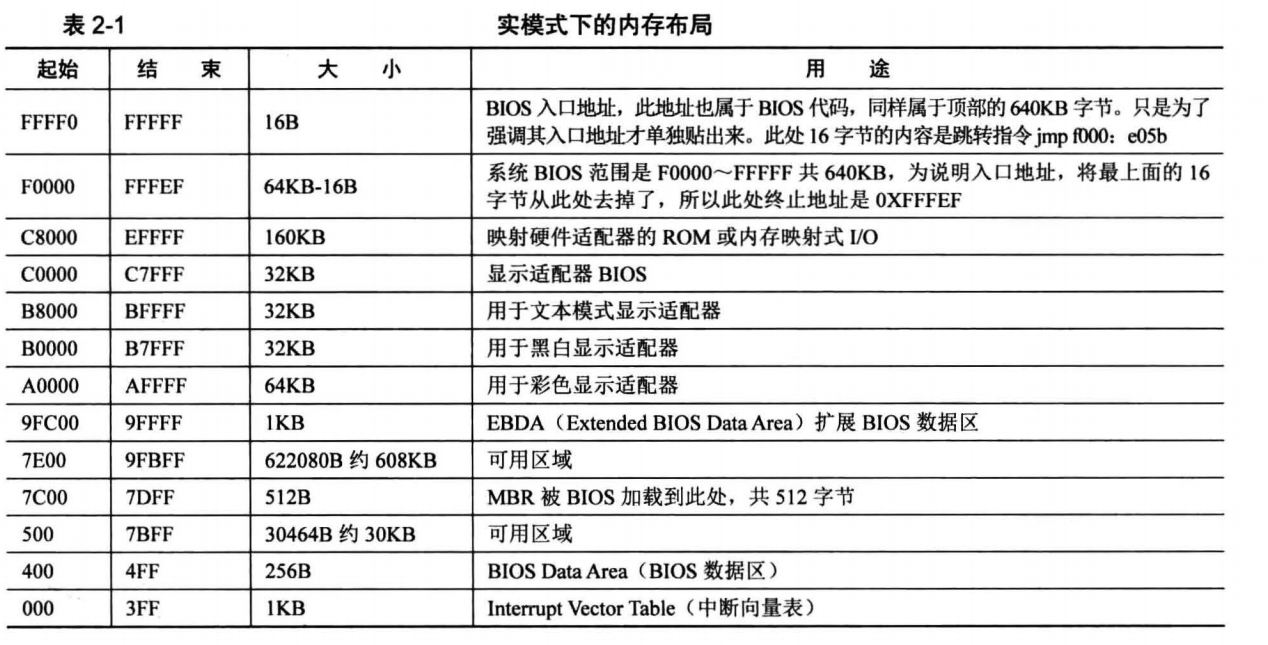 表 2-1 实模式下的内存布局
起始 结 束 大 小 用 途
FFFF0 FFFFF 16B BIOS 入口地址，此地址也属于 BIOS 代码，同样属于顶部的 640KB 字节。只是为了
强调其入口地址才单独贴出来。此处 16 字节的内容是跳转指令 jmp f000：e05b
F0000 FFFEF 64KB-16B 系统 BIOS 范围是 F0000～FFFFF 共 640KB，为说明入口地址，将最上面的 16
字节从此处去掉了，所以此处终止地址是 0XFFFEF
C8000 EFFFF 160KB 映射硬件适配器的 ROM 或内存映射式 I/O
C0000 C7FFF 32KB 显示适配器 BIOS
B8000 BFFFF 32KB 用于文本模式显示适配器
B0000 B7FFF 32KB 用于黑白显示适配器
A0000 AFFFF 64KB 用于彩色显示适配器
9FC00 9FFFF 1KB EBDA（Extended BIOS Data Area）扩展 BIOS 数据区
7E00 9FBFF 622080B 约 608KB 可用区域
7C00 7DFF 512B MBR 被 BIOS 加载到此处，共 512 字节
500 7BFF 30464B 约 30KB 可用区域
400 4FF 256B BIOS Data Area（BIOS 数据区）
000 3FF 1KB Interrupt Vector Table（中断向量表）